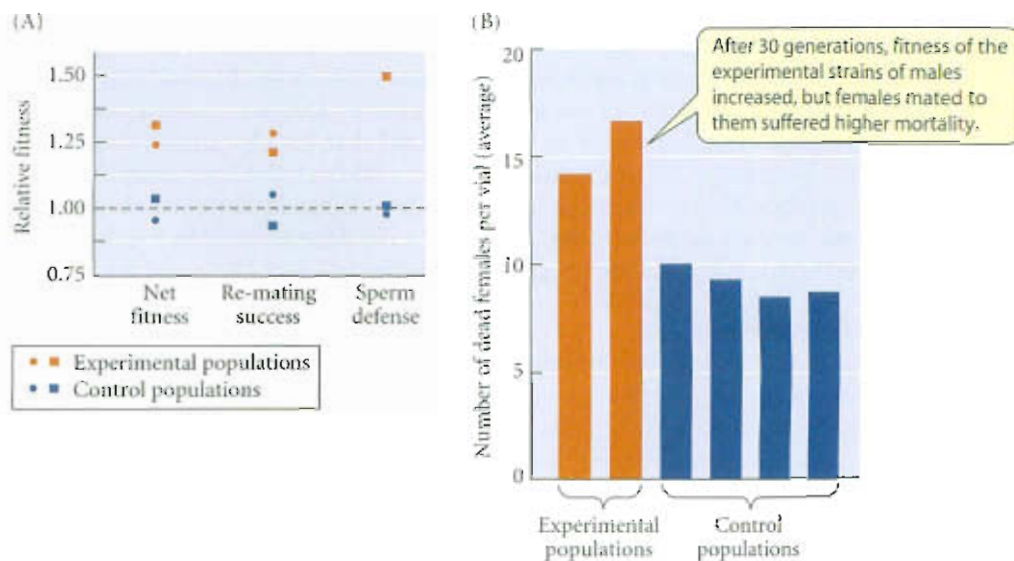 (A)
Relative fitness
1.50
1.25
1.00
0.75
Net
fitness
Re-mating
success
Sperm
defense
Experimental populations
Control populations
(B)
Number of dead females per vial (average)
20
15
10
5
0
After 30 generations, fitness of the
experimental strains of males
increased, but females mated to
them suffered higher mortality.
Experimental
populations
Control
populations